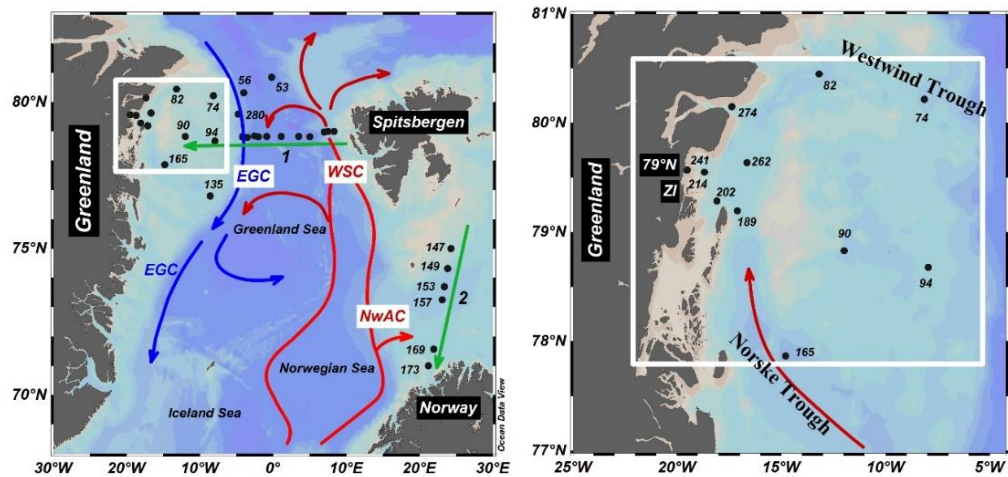 80°N
75°N
70°N
30°W
20°W
10°W
0°
10°E
20°E
30°E
Greenland
Spitsbergen
Norway
Greenland Sea
Norwegian Sea
Iceland Sea
EGC
EGC
WSC
NwAC
1
2
56
53
82
74
280
90
94
165
135
147
149
153
157
169
173
Ocean Data View
81°N
80°N
79°N
78°N
77°N
25°W
20°W
15°W
10°W
5°W
Greenland
Westwind Trough
Norske Trough
79°N
ZI
82
74
274
241
214
262
202
189
90
94
165